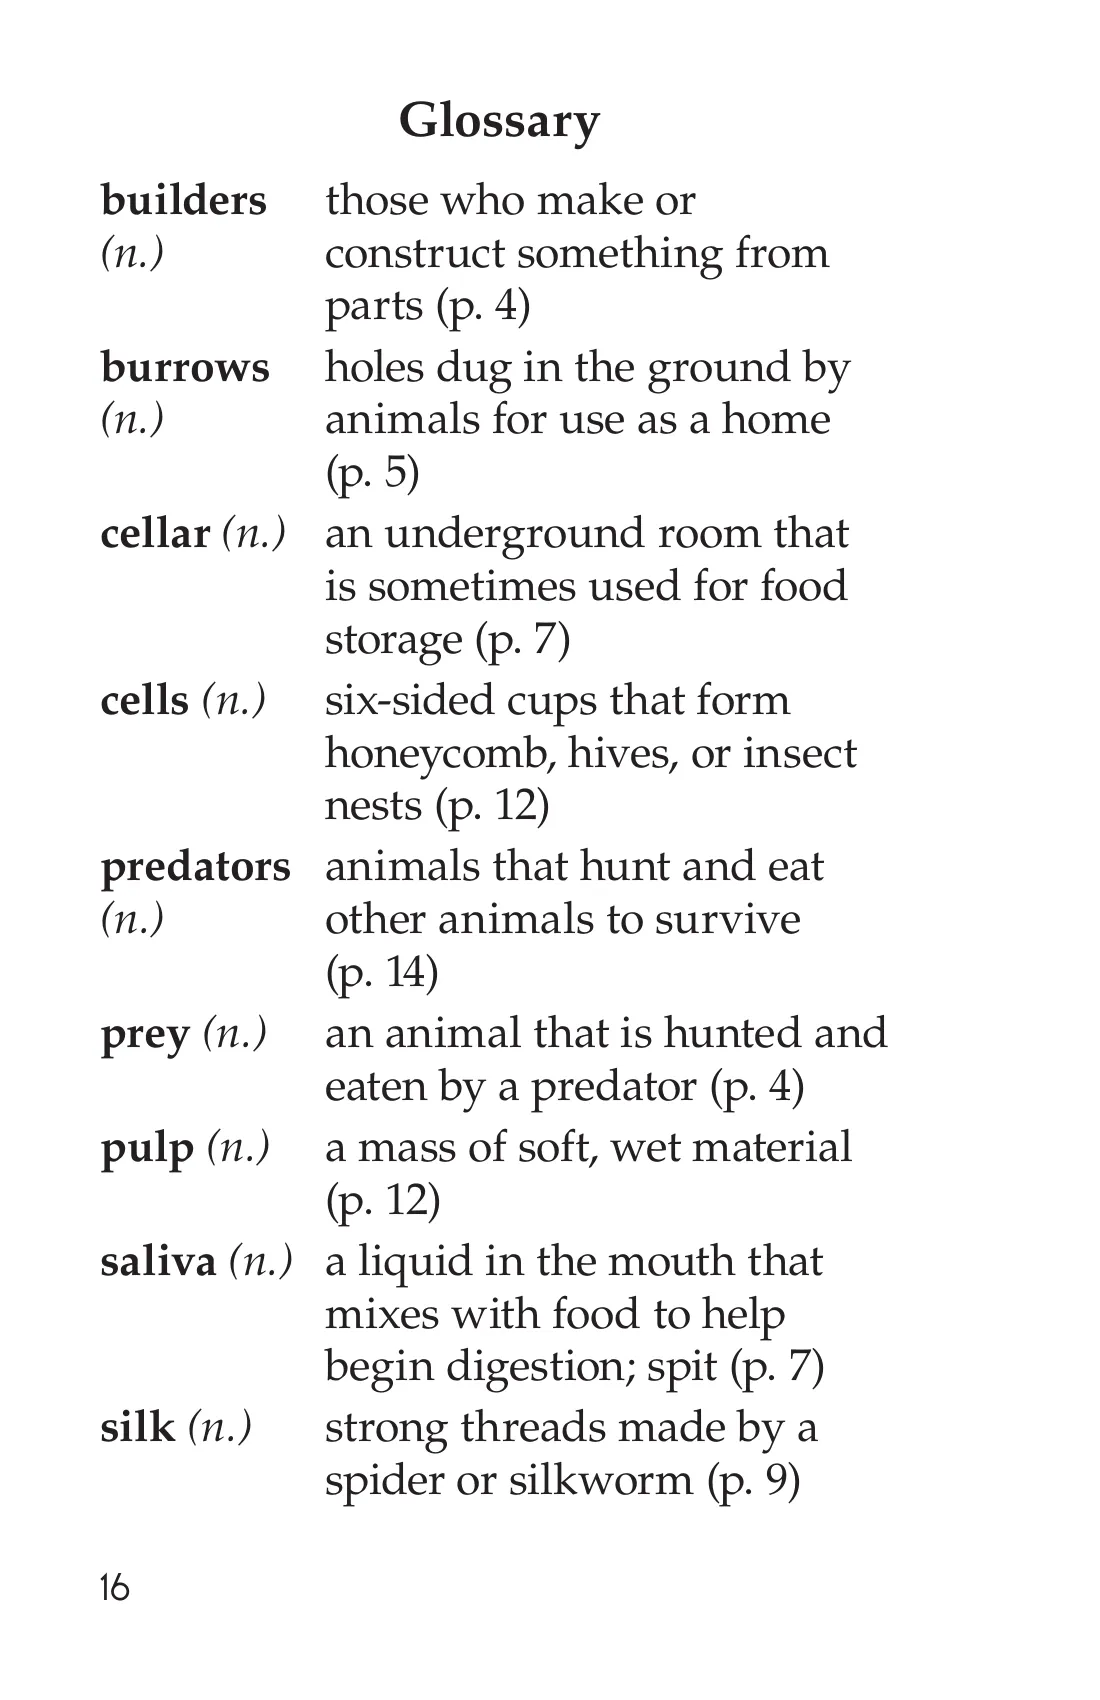 Glossary
builders those who make or
(n.) construct something from
parts (p. 4)
burrows holes dug in the ground by
(n.) animals for use as a home
(p. 5)
cellar (n.) an underground room that
is sometimes used for food
storage (p. 7)
cells (n.) six-sided cups that form
honeycomb, hives, or insect
nests (p. 12)
predators animals that hunt and eat
(n.) other animals to survive
(p. 14)
prey (n.) an animal that is hunted and
eaten by a predator (p. 4)
pulp (n.) a mass of soft, wet material
(p. 12)
saliva (n.) a liquid in the mouth that
mixes with food to help
begin digestion; spit (p. 7)
silk (n.) strong threads made by a
spider or silkworm (p. 9)
16